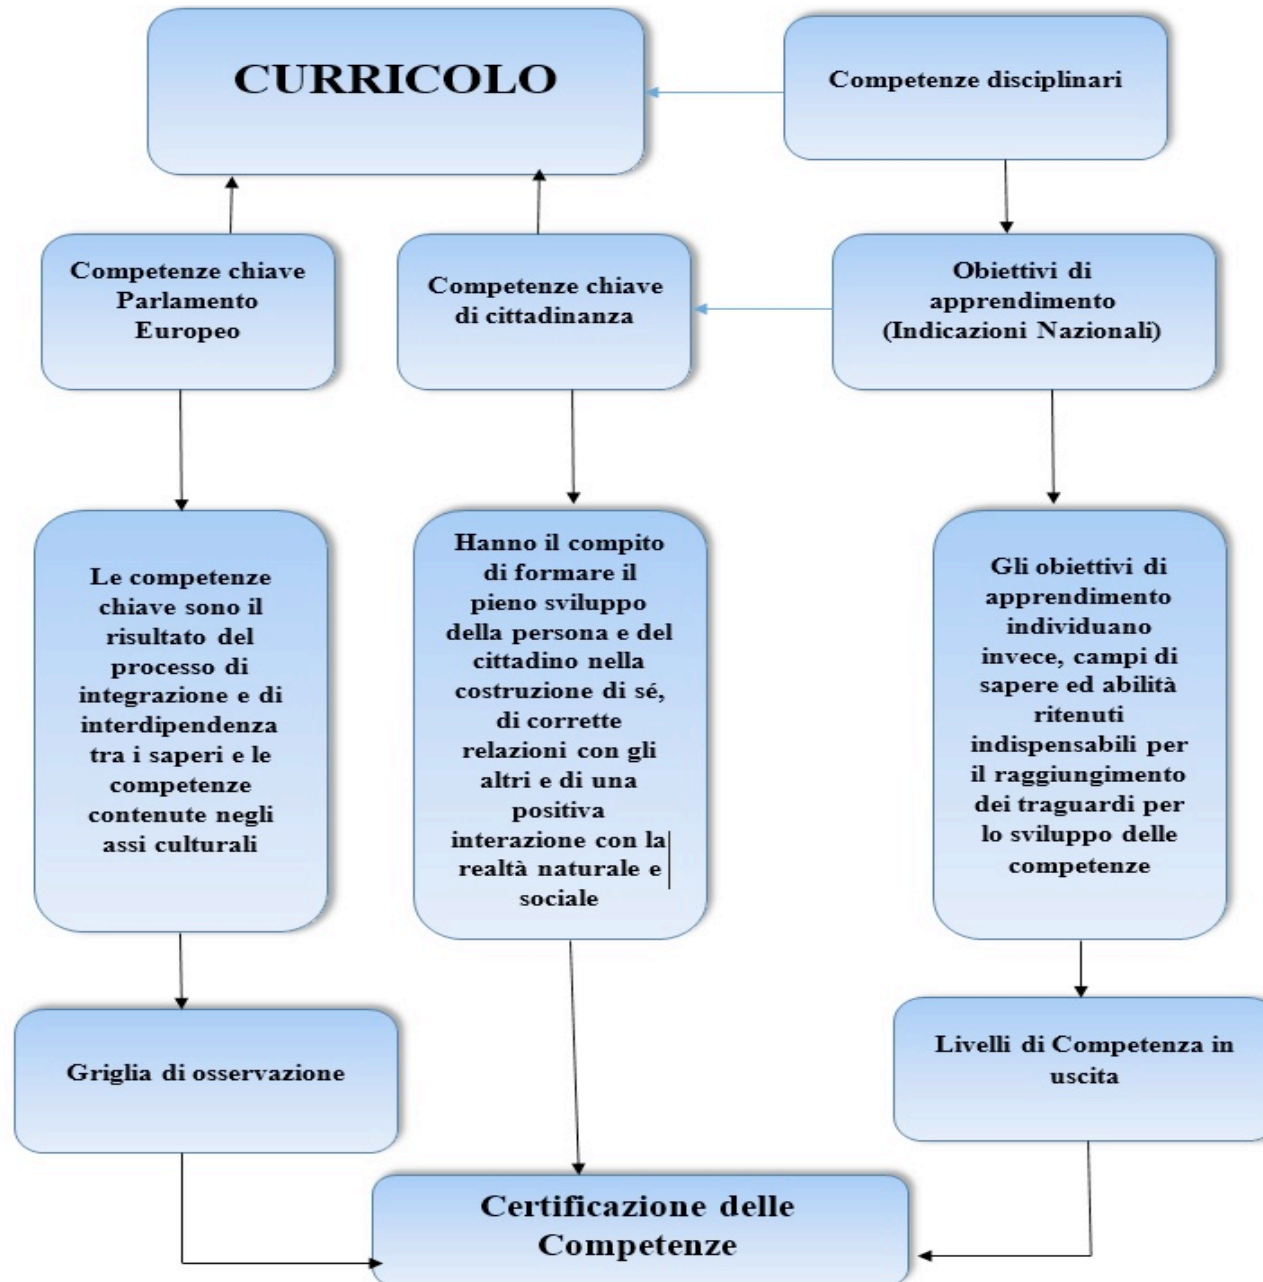 CURRICOLO
Competenze disciplinari
Competenze chiave
Parlamento
Europeo
Competenze chiave
di cittadinanza
Obiettivi di
apprendimento
(Indicazioni Nazionali)
Le competenze
chiave sono il
risultato del
processo di
integrazione e di
interdipendenza
tra i saperi e le
competenze
contenute negli
assi culturali
Hanno il compito
di formare il
pieno sviluppo
della persona e del
cittadino nella
costruzione di sé,
di corrette
relazioni con gli
altri e di una
positiva
interazione con la
realtà naturale e
sociale
Gli obiettivi di
apprendimento
individuano
invece, campi di
sapere ed abilità
ritenuti
indispensabili per
il raggiungimento
dei traguardi per
lo sviluppo delle
competenze
Griglia di osservazione
Livelli di Competenza in
uscita
Certificazione delle
Competenze